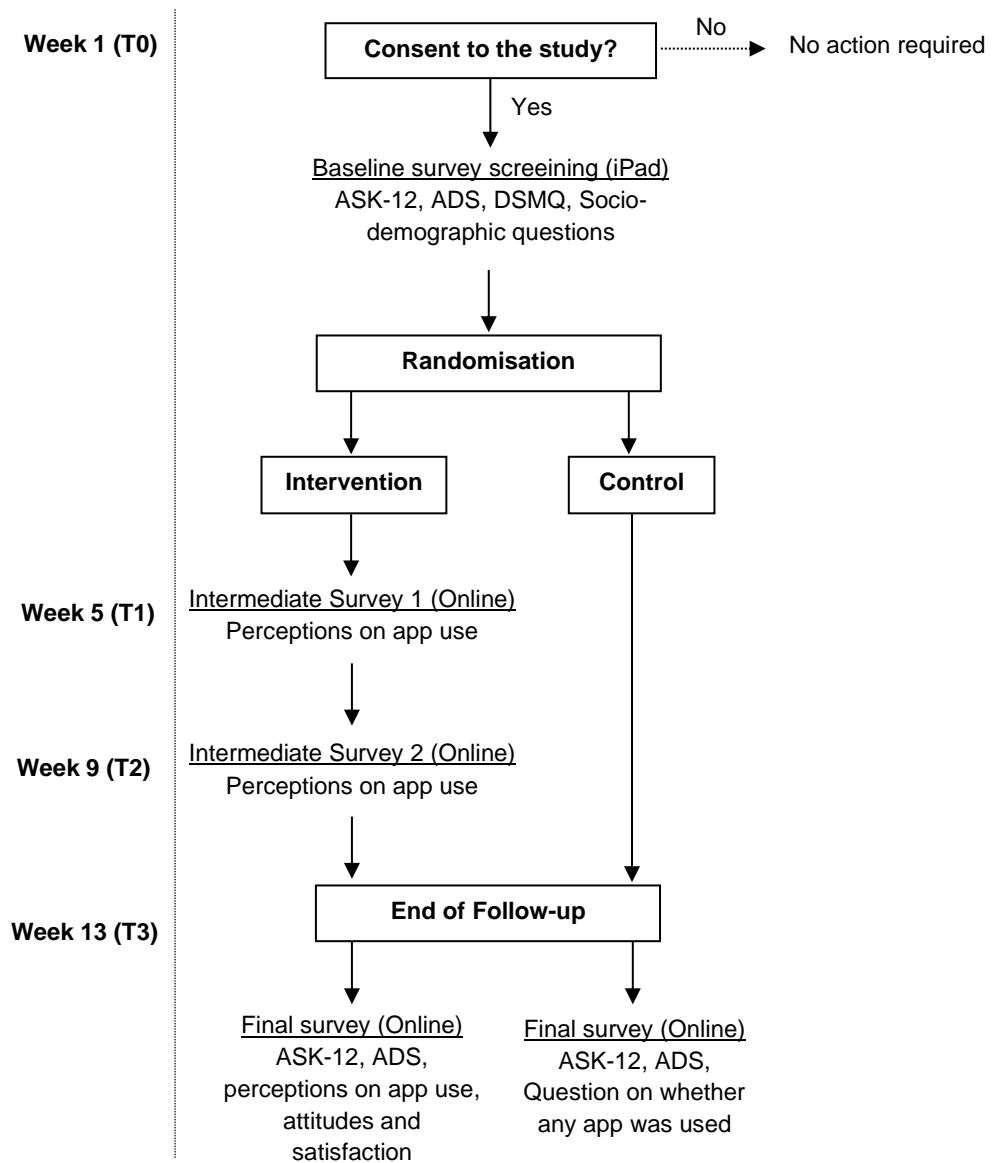 Week 1 (T0)
Consent to the study?
No
No action required
Yes
Baseline survey screeining (iPad)
ASK-12, ADS, DSMQ, Socio-
demographic questions
Randomisation
Intervention
Control
Week 5 (T1)
Intermediate Survey 1 (Online)
Perceptions on app use
Week 9 (T2)
Intermediate Survey 2 (Online)
Perceptions on app use
Week 13 (T3)
End of Follow-up
Final survey (Online)
ASK-12, ADS,
perceptions on app use,
attitudes and
satisfaction
Final survey (Online)
ASK-12, ADS,
Question on whether
any app was used